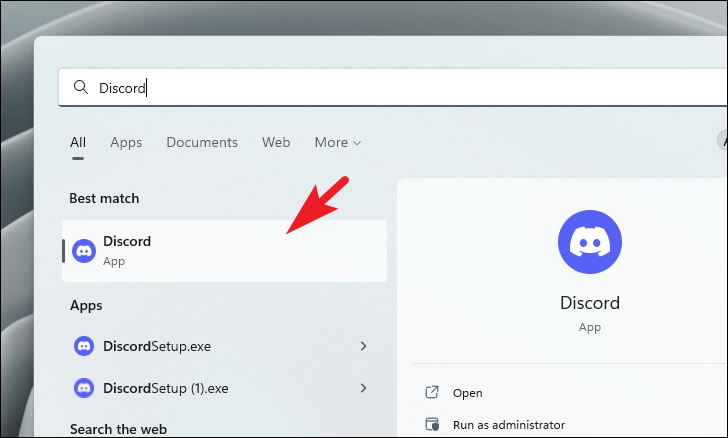 Discord
All Apps Documents Web More
Best match
Discord
App
Apps
DiscordSetup.exe
DiscordSetup (1).exe
Search the web
Discord
App
Open
Run as administrator